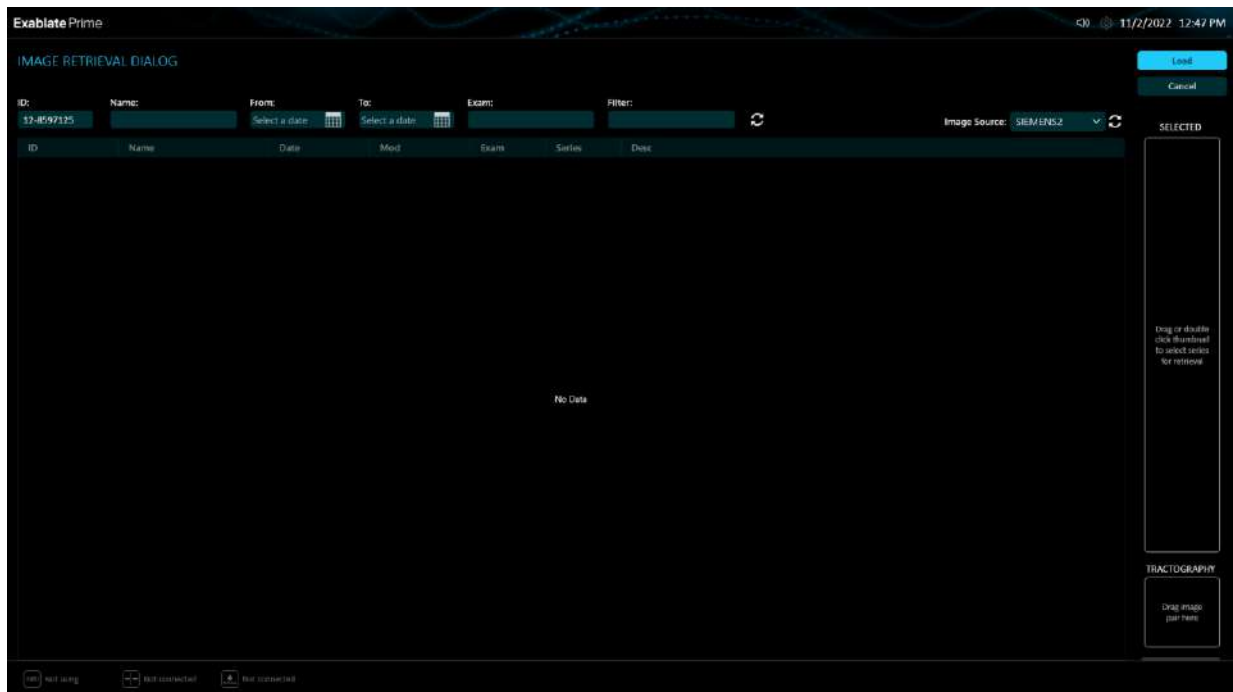 Exablate Prime
11/2/2022 12:47 PM
IMAGE RETRIEVAL DIALOG
Load
Cancel
ID: Name: From: To: Exam: Filter:
12-8597125 Select a date Select a date Image Source: SIEMENS2
SELECTED
ID Name Date Mod Exam Series Desc
Drag or double
click thumbnail
to select series
for retrieval
No Data
TRACTOGRAPHY
Drag image
pair here
Not using Not connected Not connected